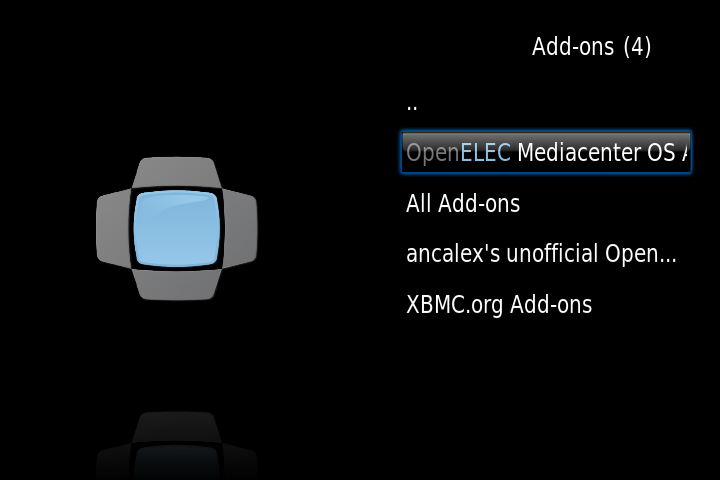 Add-ons (4)
..
OpenELEC Mediacenter OS
All Add-ons
ancalex's unofficial Open...
XBMC.org Add-ons